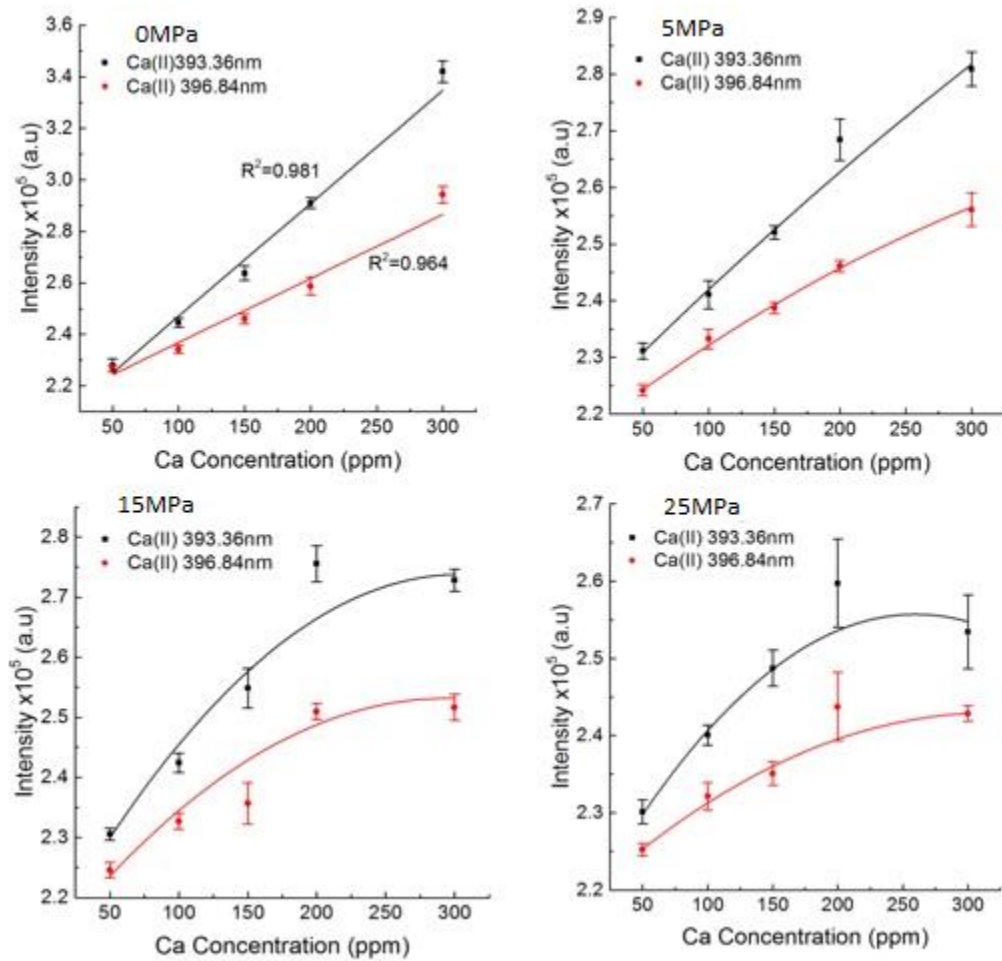 0MPa
Ca(II)393.36nm
Ca(II) 396.84nm
R²=0.981
R²=0.964
3.6
3.4
3.2
3.0
2.8
2.6
2.4
2.2
Intensity x10⁵ (a.u)
50 100 150 200 250 300
Ca Concentration (ppm)
5MPa
Ca(II) 393.36nm
Ca(II) 396.84nm
2.9
2.8
2.7
2.6
2.5
2.4
2.3
2.2
Intensity x10⁵ (a.u)
50 100 150 200 250 300
Ca Concentration (ppm)
15MPa
Ca(II) 393.36nm
Ca(II) 396.84nm
2.8
2.7
2.6
2.5
2.4
2.3
2.2
Intensity x10⁵ (a.u)
50 100 150 200 250 300
Ca Concentration (ppm)
25MPa
Ca(II) 393.36nm
Ca(II) 396.84nm
2.7
2.6
2.5
2.4
2.3
2.2
Intensity x10⁵ (a.u)
50 100 150 200 250 300
Ca Concentration (ppm)